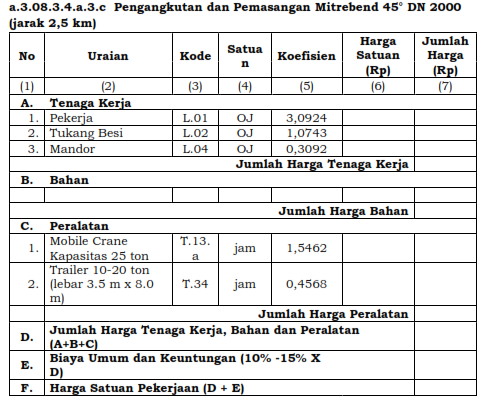 a.3.08.3.4.a.3.c Pengangkutan dan Pemasangan Mitrebend 45° DN 2000
(jarak 2,5 km)
No Uraian Kode Satua
n Koefisien Harga
Satuan
(Rp) Jumlah
Harga
(Rp)
(1) (2) (3) (4) (5) (6) (7)
A. Tenaga Kerja
1. Pekerja L.01 OJ 3,0924
2. Tukang Besi L.02 OJ 1,0743
3. Mandor L.04 OJ 0,3092
Jumlah Harga Tenaga Kerja
B. Bahan
Jumlah Harga Bahan
C. Peralatan
1. Mobile Crane
Kapasitas 25 ton T.13.
a jam 1,5462
2. Trailer 10-20 ton
(lebar 3.5 m x 8.0
m) T.34 jam 0,4568
Jumlah Harga Peralatan
D. Jumlah Harga Tenaga Kerja, Bahan dan Peralatan
(A+B+C)
E. Biaya Umum dan Keuntungan (10% -15% X
D)
F. Harga Satuan Pekerjaan (D + E)